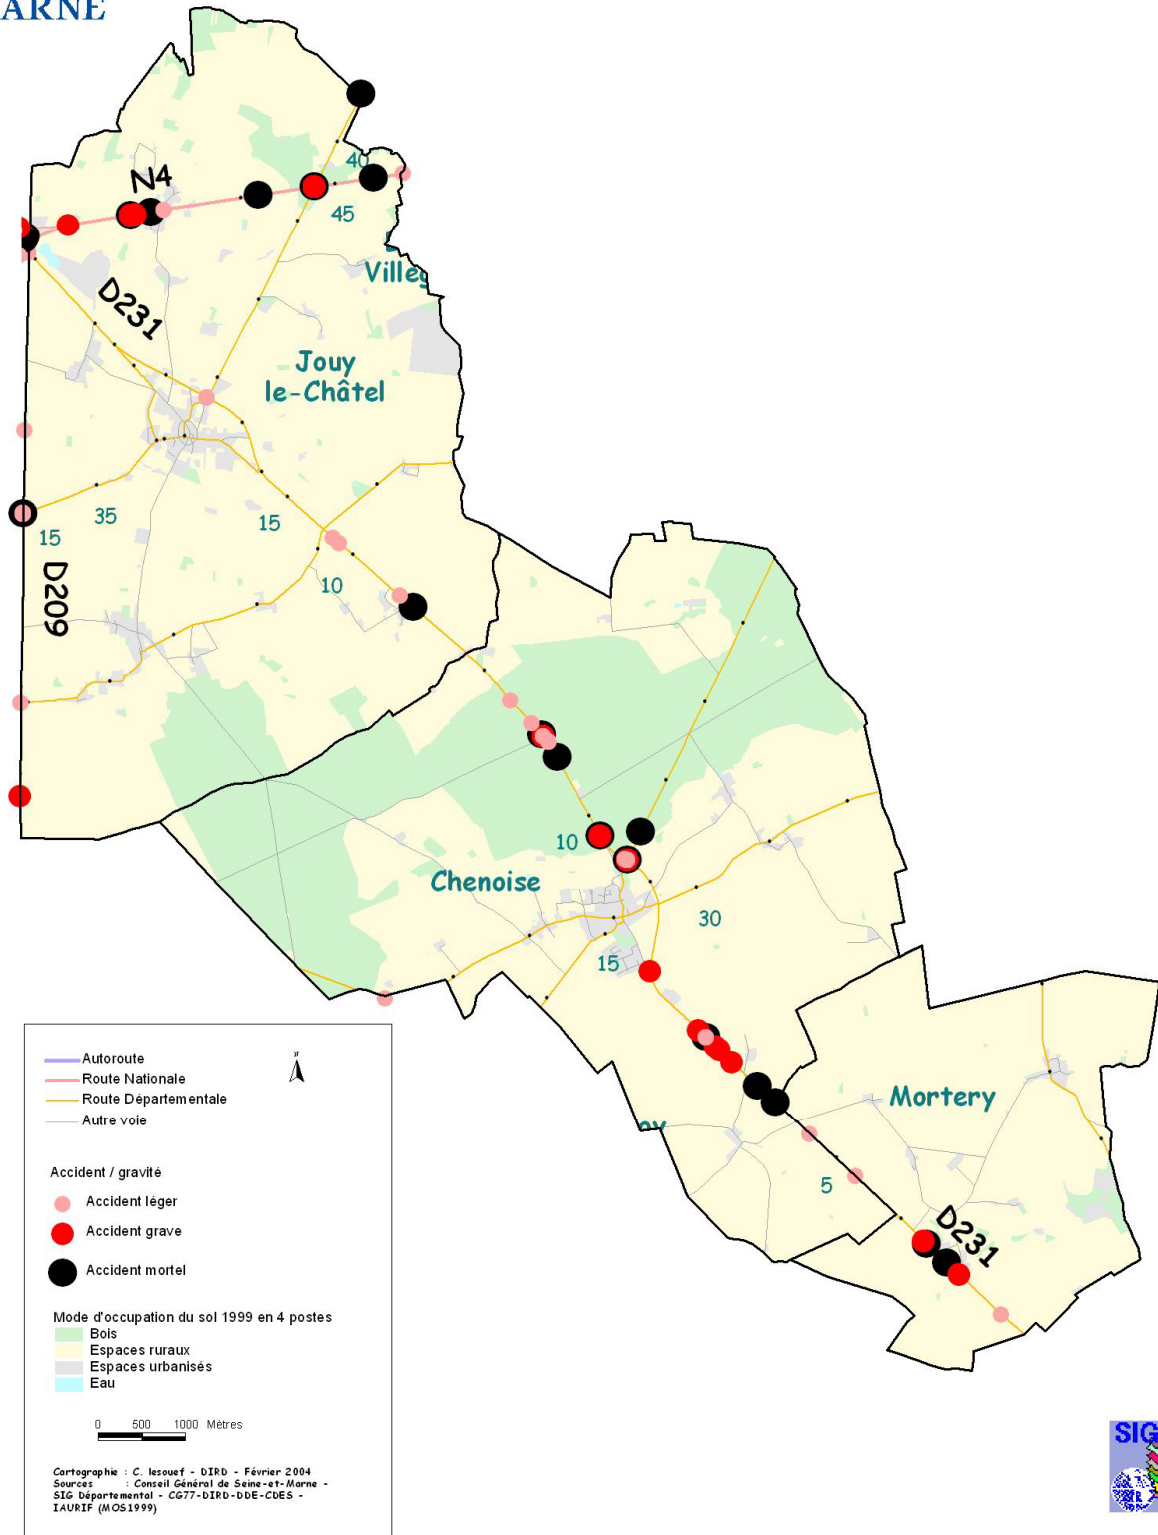 ARNE
N4
40
45
D231
Jouy
le-Châtel
35
15
15
10
D209
10
Chenoise
30
15
Mortery
5
D231
Autoroute
Route Nationale
Route Départementale
Autre voie
Accident / gravité
Accident léger
Accident grave
Accident mortel
Mode d'occupation du sol 1999 en 4 postes
Bois
Espaces ruraux
Espaces urbanisés
Eau
0 500 1000 Mètres
Cartographie : C. lesouef - DIRD - Février 2004
Sources : Conseil Général de Seine-et-Marne -
SIG Départemental - CG77-DIRD-DDE-CDES -
IAURIF (MOS1999)
SIG